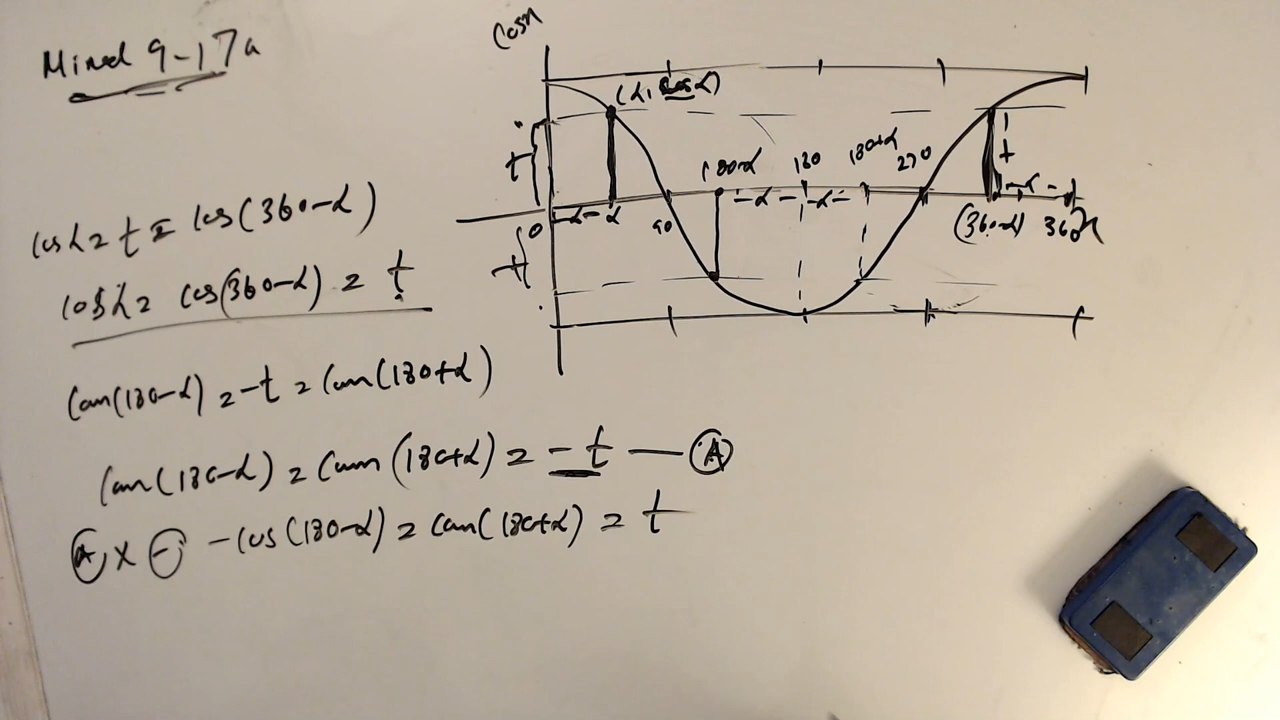 Mixed 9-17a
Cosx
(α, cosα)
t
t
180-α
180
180+α
270
-α-
-α-
-α-
0
-α-
α
90
(360-α)
360
x
-t
cosα = t = cos(360-α)
cosα = cos(360-α) = t
cos(180-α) = -t = cos(180+α)
cos(180-α) = cos(180+α) = -t — A
A × - -cos(180-α) = cos(180+α) = t